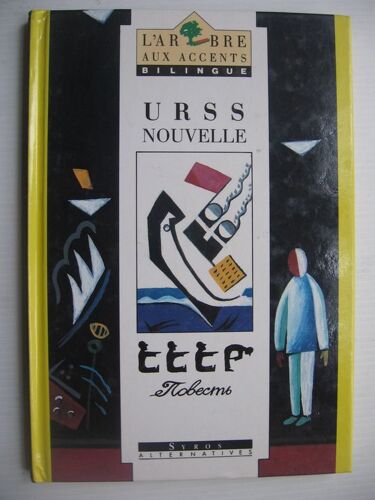 L'ARBRE
AUX ACCENTS
BILINGUE
URSS
NOUVELLE
СССР
Повесть
SYROS
ALTERNATIVES